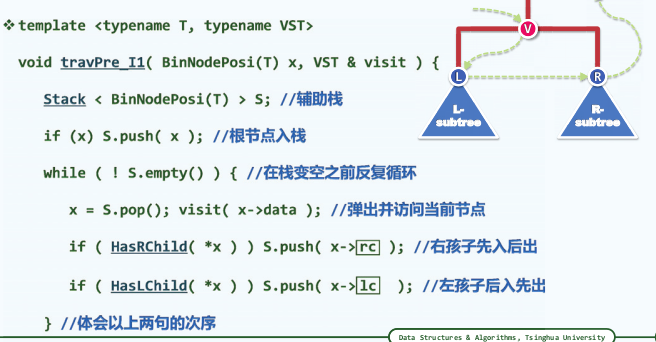 ❖ template <typename T, typename VST>
void travPre_I1( BinNodePosi(T) x, VST & visit ) {
Stack < BinNodePosi(T) > S; //辅助栈
if (x) S.push( x ); //根节点入栈
while ( ! S.empty() ) { //在栈变空之前反复循环
x = S.pop(); visit( x->data ); //弹出并访问当前节点
if ( HasRChild( *x ) ) S.push( x->rc ); //右孩子先入后出
if ( HasLChild( *x ) ) S.push( x->lc ); //左孩子后入先出
} //体会以上两句的次序
V
L
R
L-
subtree
R-
subtree
Data Structures & Algorithms, Tsinghua University